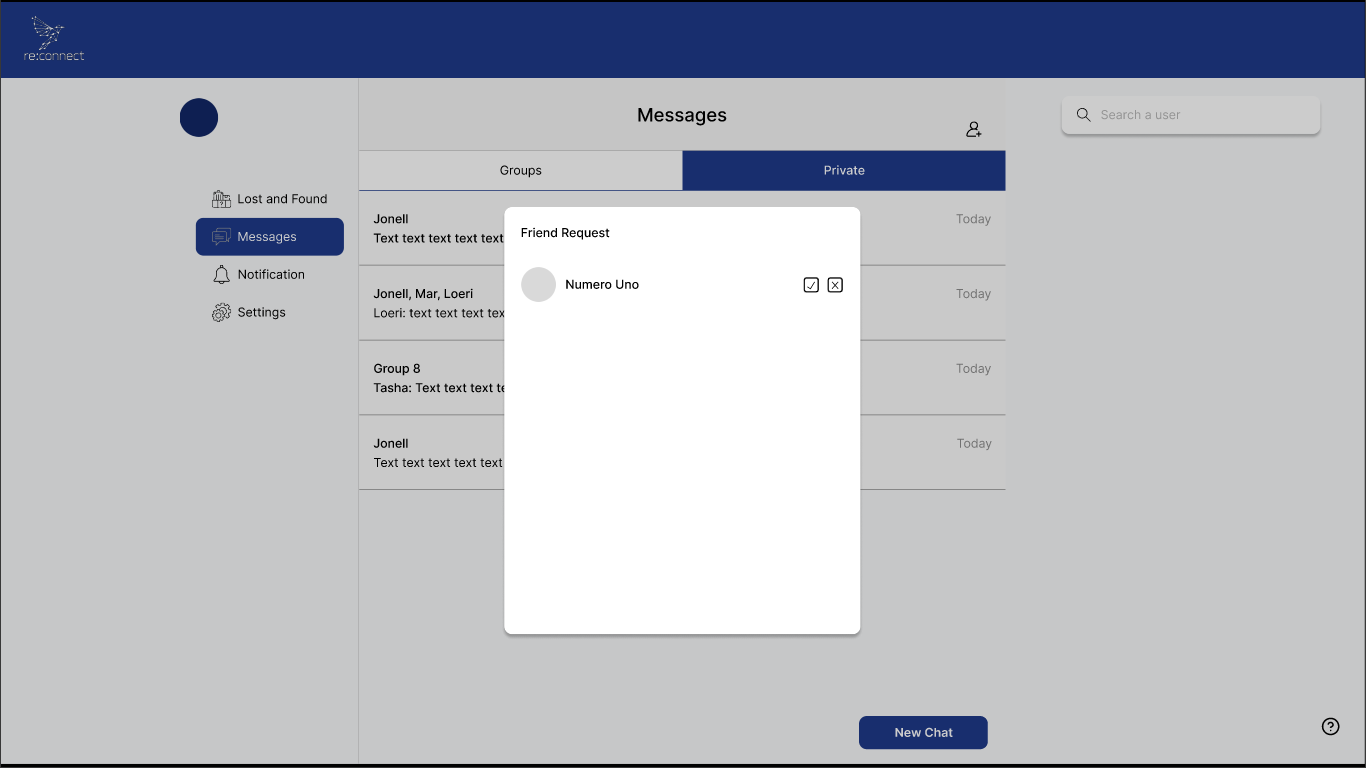 re:connect
Messages
Search a user
Groups
Private
Lost and Found
Messages
Notification
Settings
Jonell
Today
Text text text text text
Jonell, Mar, Loeri
Today
Loeri: text text text
Group 8
Today
Tasha: Text text text
Jonell
Today
Text text text text text
Friend Request
Numero Uno
New Chat